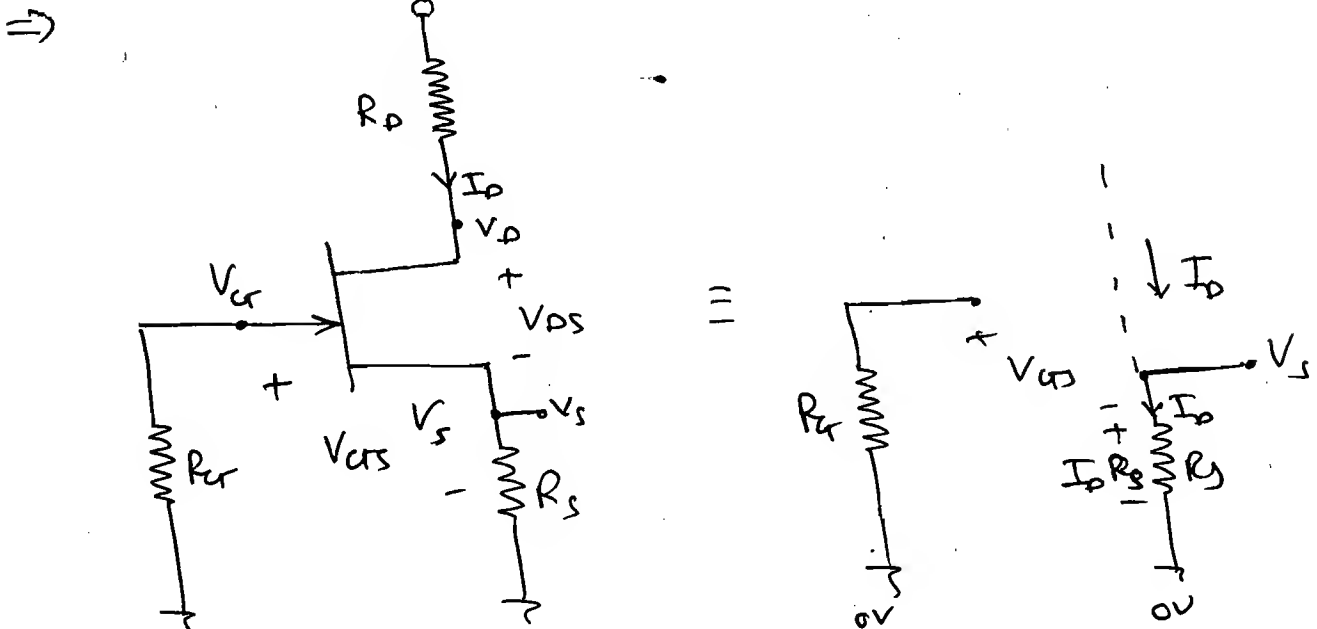 ⇒
R_D
I_D
V_D
V_G
+
V_DS
-
+
V_GS
-
V_S
V_S
R_G
R_S
≡
I_D
+
V_GS
-
V_S
R_G
I_D
+
I_D R_S
-
R_S
0V
0V